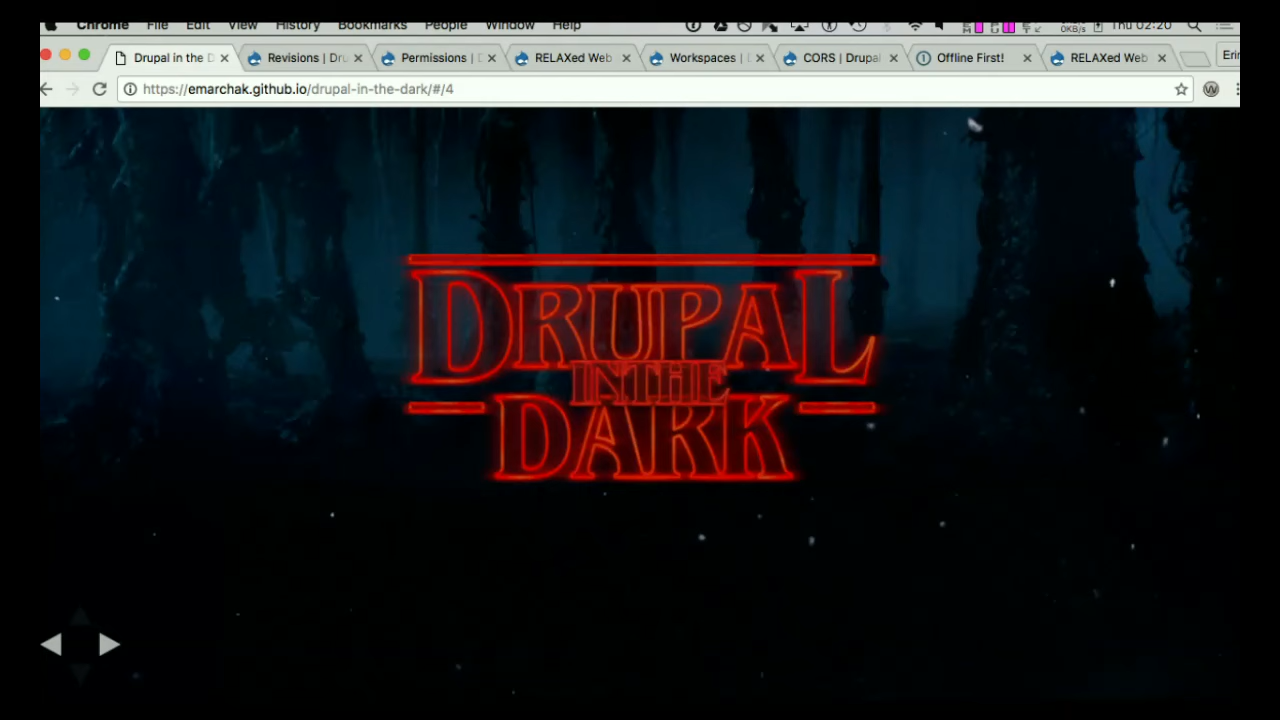 Chrome File Edit View History Bookmarks People Window Help 0KB/s Thu 02:20
Drupal in the D Revisions | Dru Permissions | D RELAXed Web Workspaces | D CORS | Drupal Offline First! RELAXed Web Erin
https://emarchak.github.io/drupal-in-the-dark/#/4
DRUPAL
IN THE
DARK